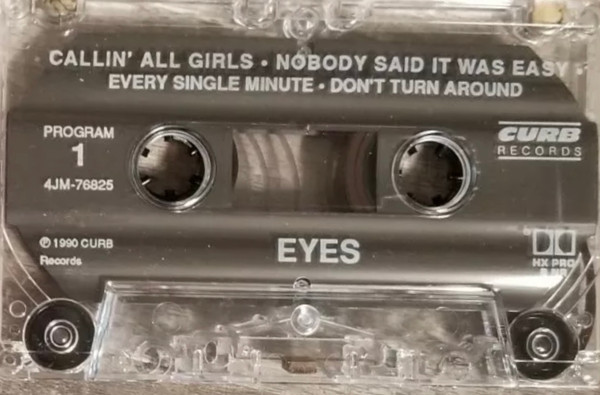 CALLIN' ALL GIRLS • NOBODY SAID IT WAS EASY •
EVERY SINGLE MINUTE • DON'T TURN AROUND
PROGRAM
1
4JM-76825
CURB
RECORDS
℗ 1990 CURB
Records
EYES
HX PRO